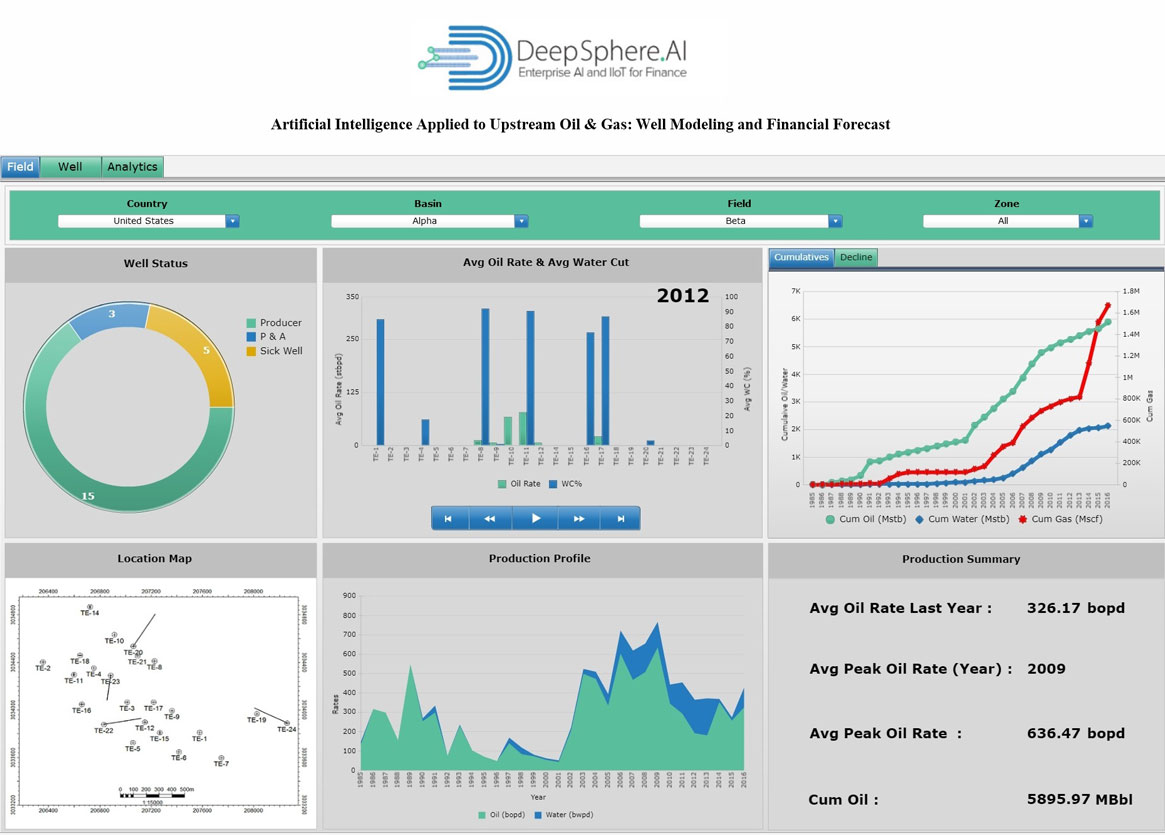 DeepSphere.AI
Enterprise AI and IIoT for Finance
Artificial Intelligence Applied to Upstream Oil & Gas: Well Modeling and Financial Forecast
Field Well Analytics
Country Basin Field Zone
United States Alpha Beta All
Well Status
3
5
15
Producer
P & A
Sick Well
Avg Oil Rate & Avg Water Cut
2012
Avg Oil Rate (stbpd)
350
250
125
0
100
90
80
70
60
50
40
30
20
10
0
Avg WC (%)
TE-1 TE-2 TE-3 TE-4 TE-5 TE-6 TE-7 TE-8 TE-9 TE-10 TE-11 TE-12 TE-14 TE-15 TE-16 TE-17 TE-18 TE-19 TE-20 TE-21 TE-22 TE-23 TE-24
Oil Rate WC%
Cumulatives Decline
Cumulaive Oil/Water
7K
6K
5K
4K
3K
2K
1K
0
1.8M
1.6M
1.4M
1.2M
1M
800K
600K
400K
200K
0
Cum Gas
1985 1986 1987 1988 1989 1990 1991 1992 1993 1994 1995 1996 1997 1998 1999 2000 2001 2002 2003 2004 2005 2006 2007 2008 2009 2010 2011 2012 2013 2014 2015 2016
Cum Oil (Mstb) Cum Water (Mstb) Cum Gas (Mscf)
Location Map
206400 206800 207200 207600 208000
3034800
3034400
3034000
3033600
3033200
3034800
3034400
3034000
3033600
3033200
TE-14
TE-10
TE-20
TE-18 TE-21
TE-2 TE-4 TE-8
TE-11 TE-23
TE-16 TE-3 TE-17
TE-9
TE-19
TE-22 TE-12 TE-24
TE-15 TE-1
TE-5
TE-6
TE-7
0 100 200 300 400 500m
1:15000
206400 206800 207200 207600 208000
Production Profile
Rates
900
800
700
600
500
400
300
200
100
0
1985 1986 1987 1988 1989 1990 1991 1992 1993 1994 1995 1996 1997 1998 1999 2000 2001 2002 2003 2004 2005 2006 2007 2008 2009 2010 2011 2012 2013 2014 2015 2016
Year
Oil (bopd) Water (bwpd)
Production Summary
Avg Oil Rate Last Year : 326.17 bopd
Avg Peak Oil Rate (Year) : 2009
Avg Peak Oil Rate : 636.47 bopd
Cum Oil : 5895.97 MBbl